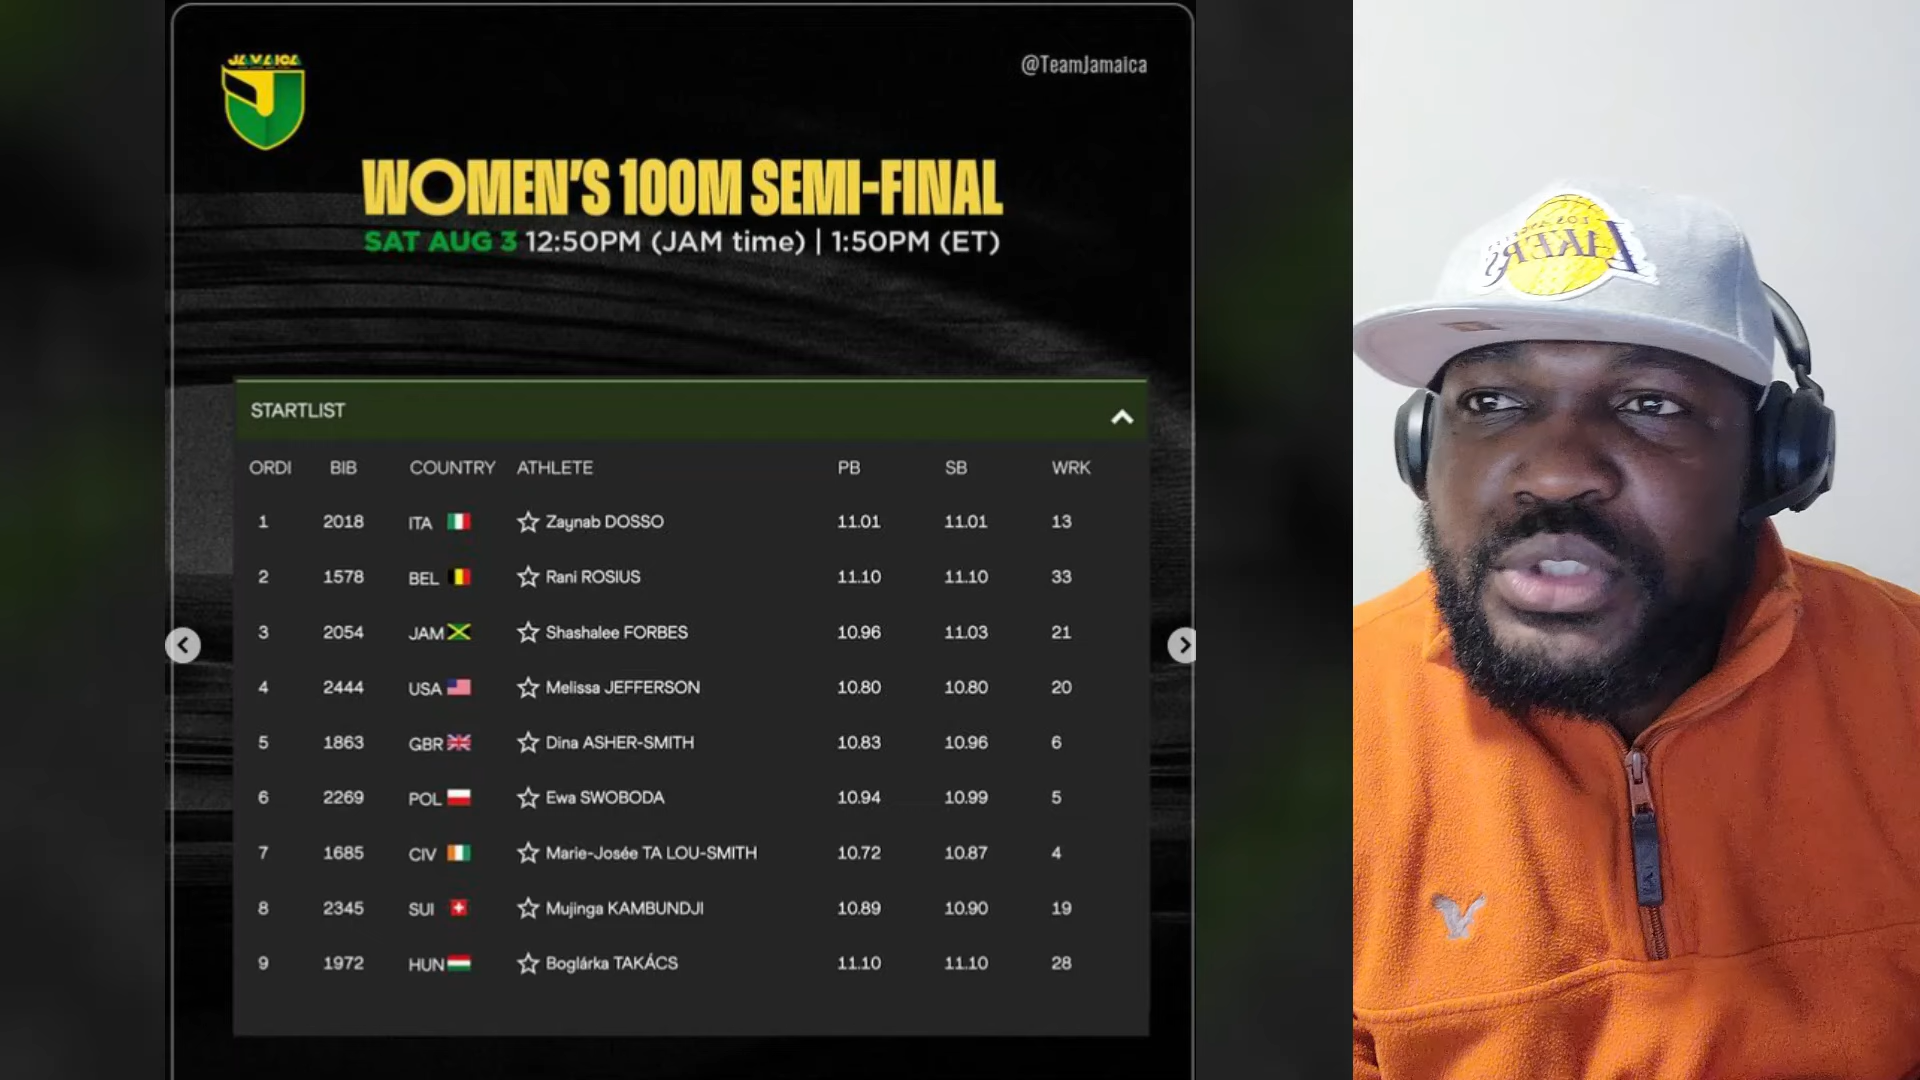 JAMAICA
@TeamJamaica
WOMEN'S 100M SEMI-FINAL
SAT AUG 3 12:50PM (JAM time) | 1:50PM (ET)
STARTLIST
ORDI BIB COUNTRY ATHLETE PB SB WRK
1 2018 ITA Zaynab DOSSO 11.01 11.01 13
2 1578 BEL Rani ROSIUS 11.10 11.10 33
3 2054 JAM Shashalee FORBES 10.96 11.03 21
4 2444 USA Melissa JEFFERSON 10.80 10.80 20
5 1863 GBR Dina ASHER-SMITH 10.83 10.96 6
6 2269 POL Ewa SWOBODA 10.94 10.99 5
7 1685 CIV Marie-Josée TA LOU-SMITH 10.72 10.87 4
8 2345 SUI Mujinga KAMBUNDJI 10.89 10.90 19
9 1972 HUN Boglárka TAKÁCS 11.10 11.10 28
LOS ANGELES
LAKERS